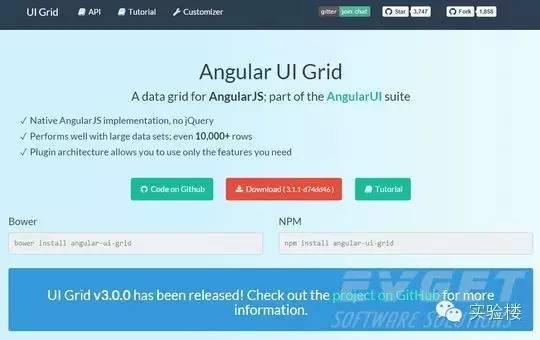 UI Grid API Tutorial Customizer gitter join chat Star 3,747 Fork 1,858
Angular UI Grid
A data grid for AngularJS; part of the AngularUI suite
✓ Native AngularJS implementation, no jQuery
✓ Performs well with large data sets; even 10,000+ rows
✓ Plugin architecture allows you to use only the features you need
Code on Github Download ( 3.1.1-d74dd46 ) Tutorial
Bower NPM
bower install angular-ui-grid npm install angular-ui-grid
UI Grid v3.0.0 has been released! Check out the project on GitHub for more
information.
EVGET
SOFTWARE SOLUTIONS
实验楼